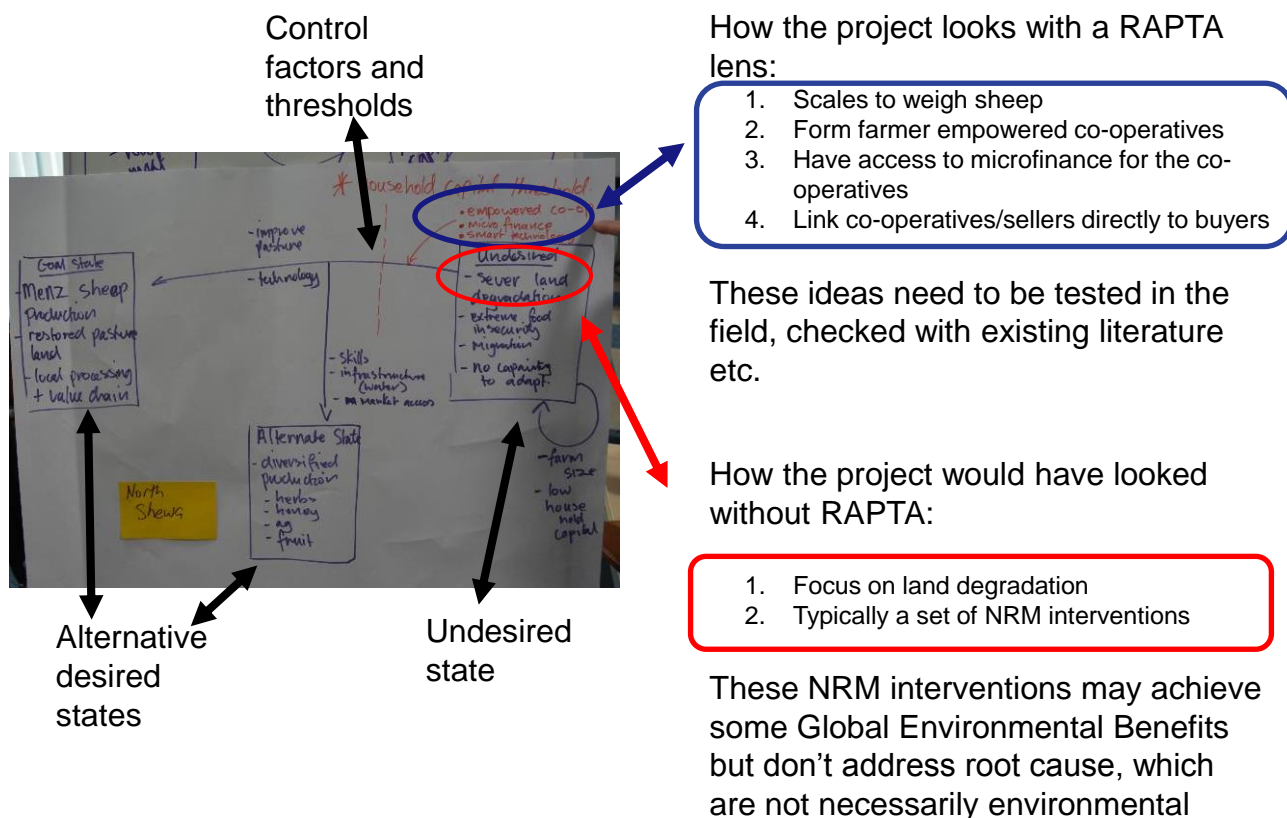 Control
factors and
thresholds
How the project looks with a RAPTA
lens:
1. Scales to weigh sheep
2. Form farmer empowered co-operatives
3. Have access to microfinance for the co-
operatives
4. Link co-operatives/sellers directly to buyers
These ideas need to be tested in the
field, checked with existing literature
etc.
How the project would have looked
without RAPTA:
1. Focus on land degradation
2. Typically a set of NRM interventions
These NRM interventions may achieve
some Global Environmental Benefits
but don't address root cause, which
are not necessarily environmental
market
* Household capital threshold.
• empowered co-op
• micro finance
• smart technology
- improve
pasture
- technology
Goal State
- Menz sheep
production
- restored pasture
land
- local processing
+ value chain
Undesired
- sever land
degradation
- extreme food
insecurity
- Migration
- no capacity
to adapt.
- skills
- infrastructure
(water)
- market access
Alternate State
- diversified
production
- herbs
- honey
- ag
- fruit
North
Shewa
- farm
size
- low
house
hold
capital
Alternative
desired
states
Undesired
state